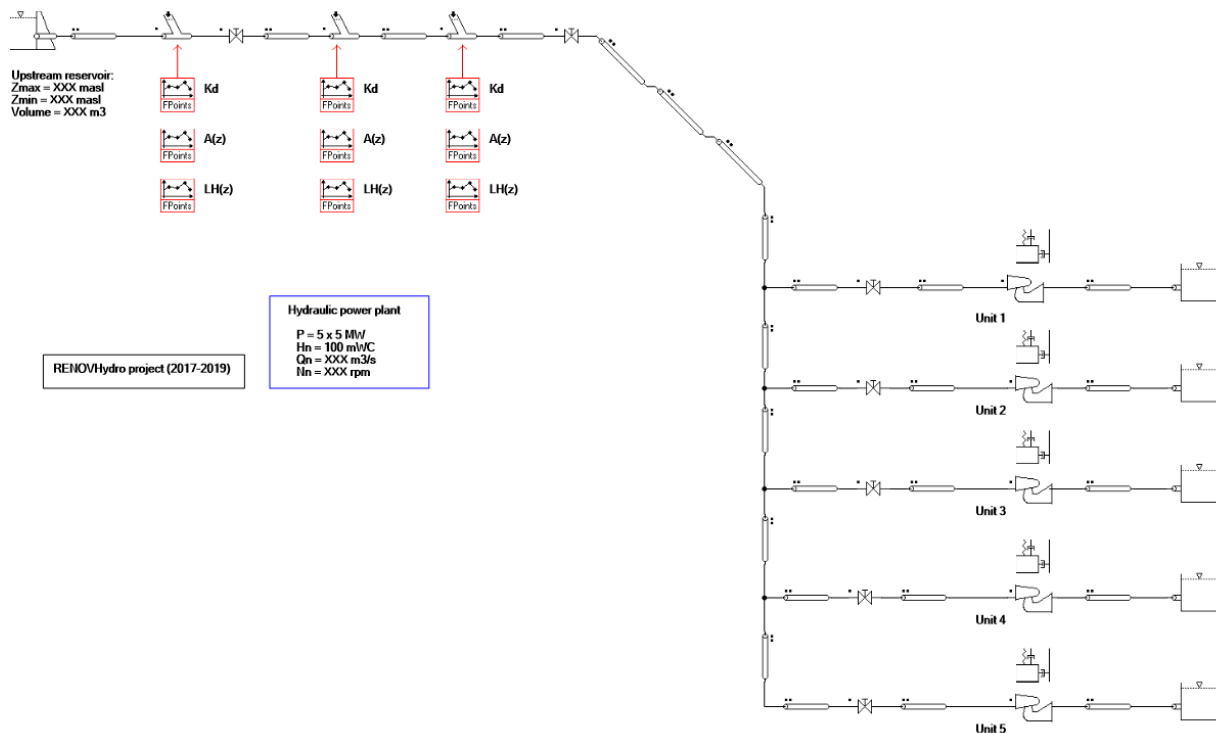 Upstream reservoir:
Zmax = XXX masl
Zmin = XXX masl
Volume = XXX m3
FPoints
Kd
FPoints
Kd
FPoints
Kd
FPoints
A(z)
FPoints
A(z)
FPoints
A(z)
FPoints
LH(z)
FPoints
LH(z)
FPoints
LH(z)
Hydraulic power plant
P = 5 x 5 MW
Hn = 100 mWC
Qn = XXX m3/s
Nn = XXX rpm
RENOVHydro project (2017-2019)
Unit 1
Unit 2
Unit 3
Unit 4
Unit 5